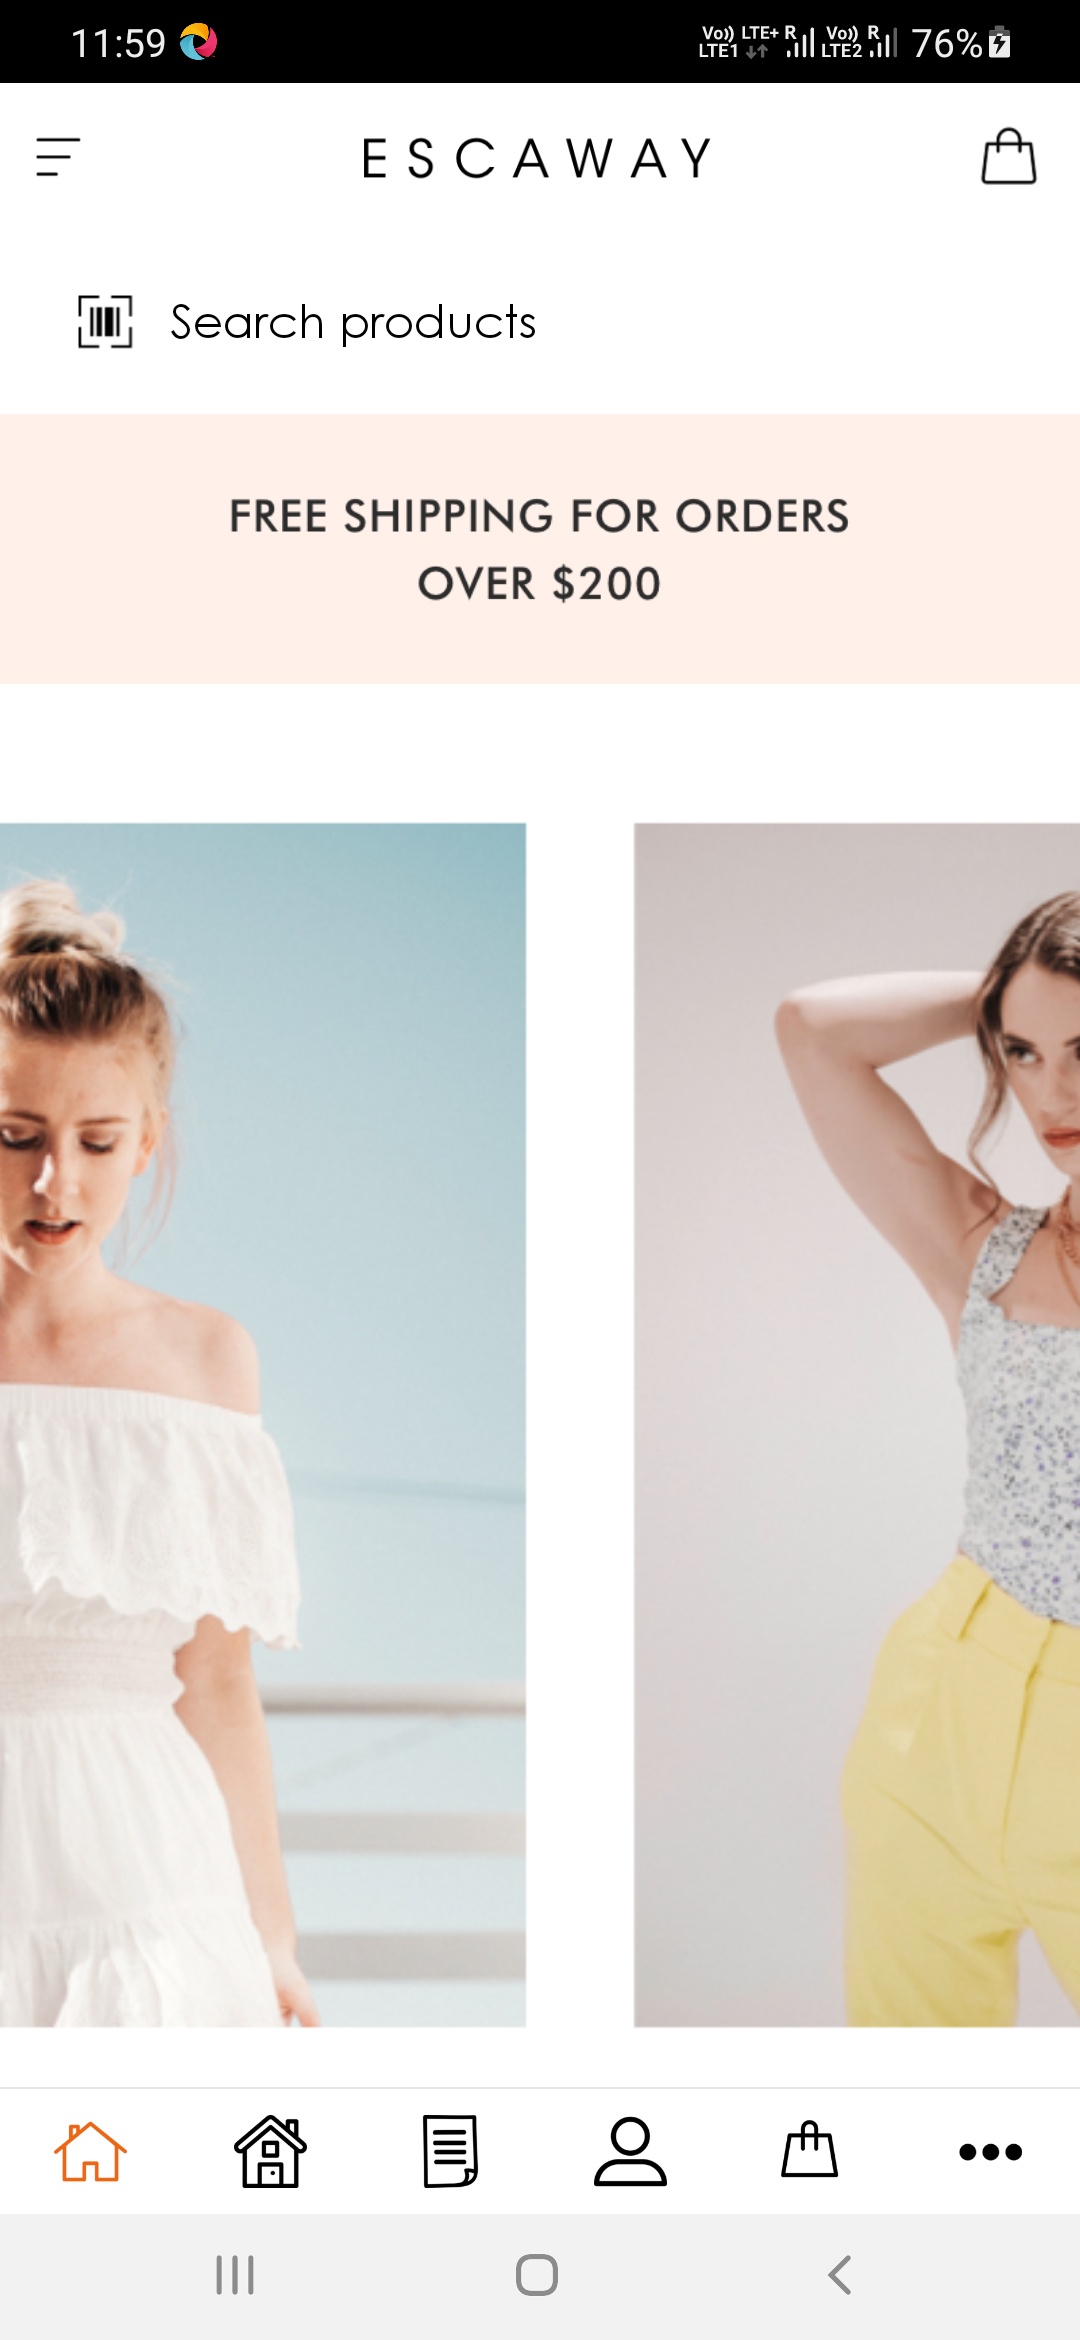 11:59
Vo)) LTE+ R Vo)) R
LTE1 LTE2 76%
ESCAWAY
Search products
FREE SHIPPING FOR ORDERS
OVER $200